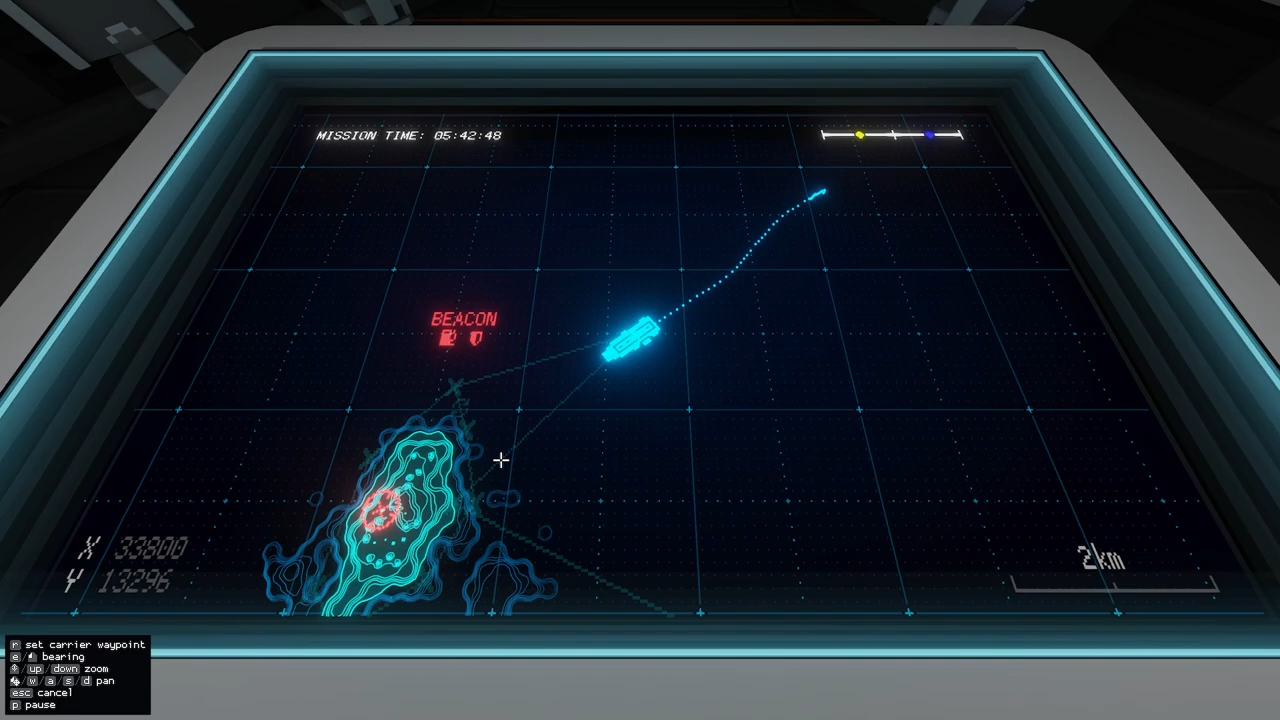 MISSION TIME: 05:42:48
BEACON
X 33800
Y 13296
2km
r set carrier waypoint
e / bearing
/ up / down zoom
/ w / a / s / d pan
esc cancel
p pause